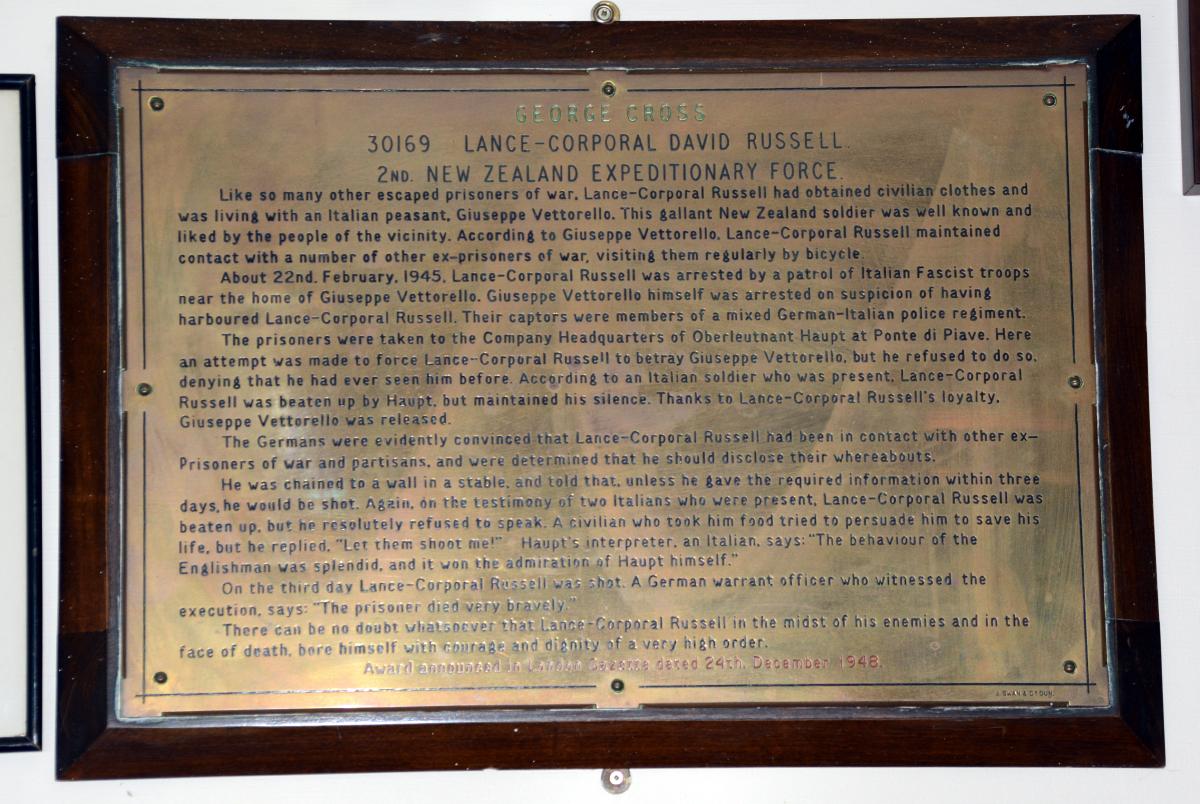 GEORGE CROSS
30169 LANCE-CORPORAL DAVID RUSSELL.
2ND. NEW ZEALAND EXPEDITIONARY FORCE.
Like so many other escaped prisoners of war, Lance-Corporal Russell had obtained civilian clothes and
was living with an Italian peasant, Giuseppe Vettorello. This gallant New Zealand soldier was well known and
liked by the people of the vicinity. According to Giuseppe Vettorello, Lance-Corporal Russell maintained
contact with a number of other ex-prisoners of war, visiting them regularly by bicycle.
About 22nd. February, 1945, Lance-Corporal Russell was arrested by a patrol of Italian Fascist troops
near the home of Giuseppe Vettorello. Giuseppe Vettorello himself was arrested on suspicion of having
harboured Lance-Corporal Russell. Their captors were members of a mixed German-Italian police regiment.
The prisoners were taken to the Company Headquarters of Oberleutnant Haupt at Ponte di Piave. Here
an attempt was made to force Lance-Corporal Russell to betray Giuseppe Vettorello, but he refused to do so,
denying that he had ever seen him before. According to an Italian soldier who was present, Lance-Corporal
Russell was beaten up by Haupt, but maintained his silence. Thanks to Lance-Corporal Russell's loyalty,
Giuseppe Vettorello was released.
The Germans were evidently convinced that Lance-Corporal Russell had been in contact with other ex-
Prisoners of war and partisans, and were determined that he should disclose their whereabouts.
He was chained to a wall in a stable, and told that, unless he gave the required information within three
days, he would be shot. Again, on the testimony of two Italians who were present, Lance-Corporal Russell was
beaten up, but he resolutely refused to speak. A civilian who took him food tried to persuade him to save his
life, but he replied, "Let them shoot me!" Haupt's interpreter, an Italian, says: "The behaviour of the
Englishman was splendid, and it won the admiration of Haupt himself."
On the third day Lance-Corporal Russell was shot. A German warrant officer who witnessed the
execution, says: "The prisoner died very bravely."
There can be no doubt whatsoever that Lance-Corporal Russell in the midst of his enemies and in the
face of death, bore himself with courage and dignity of a very high order.
Award announced in London Gazette dated 24th. December 1948.